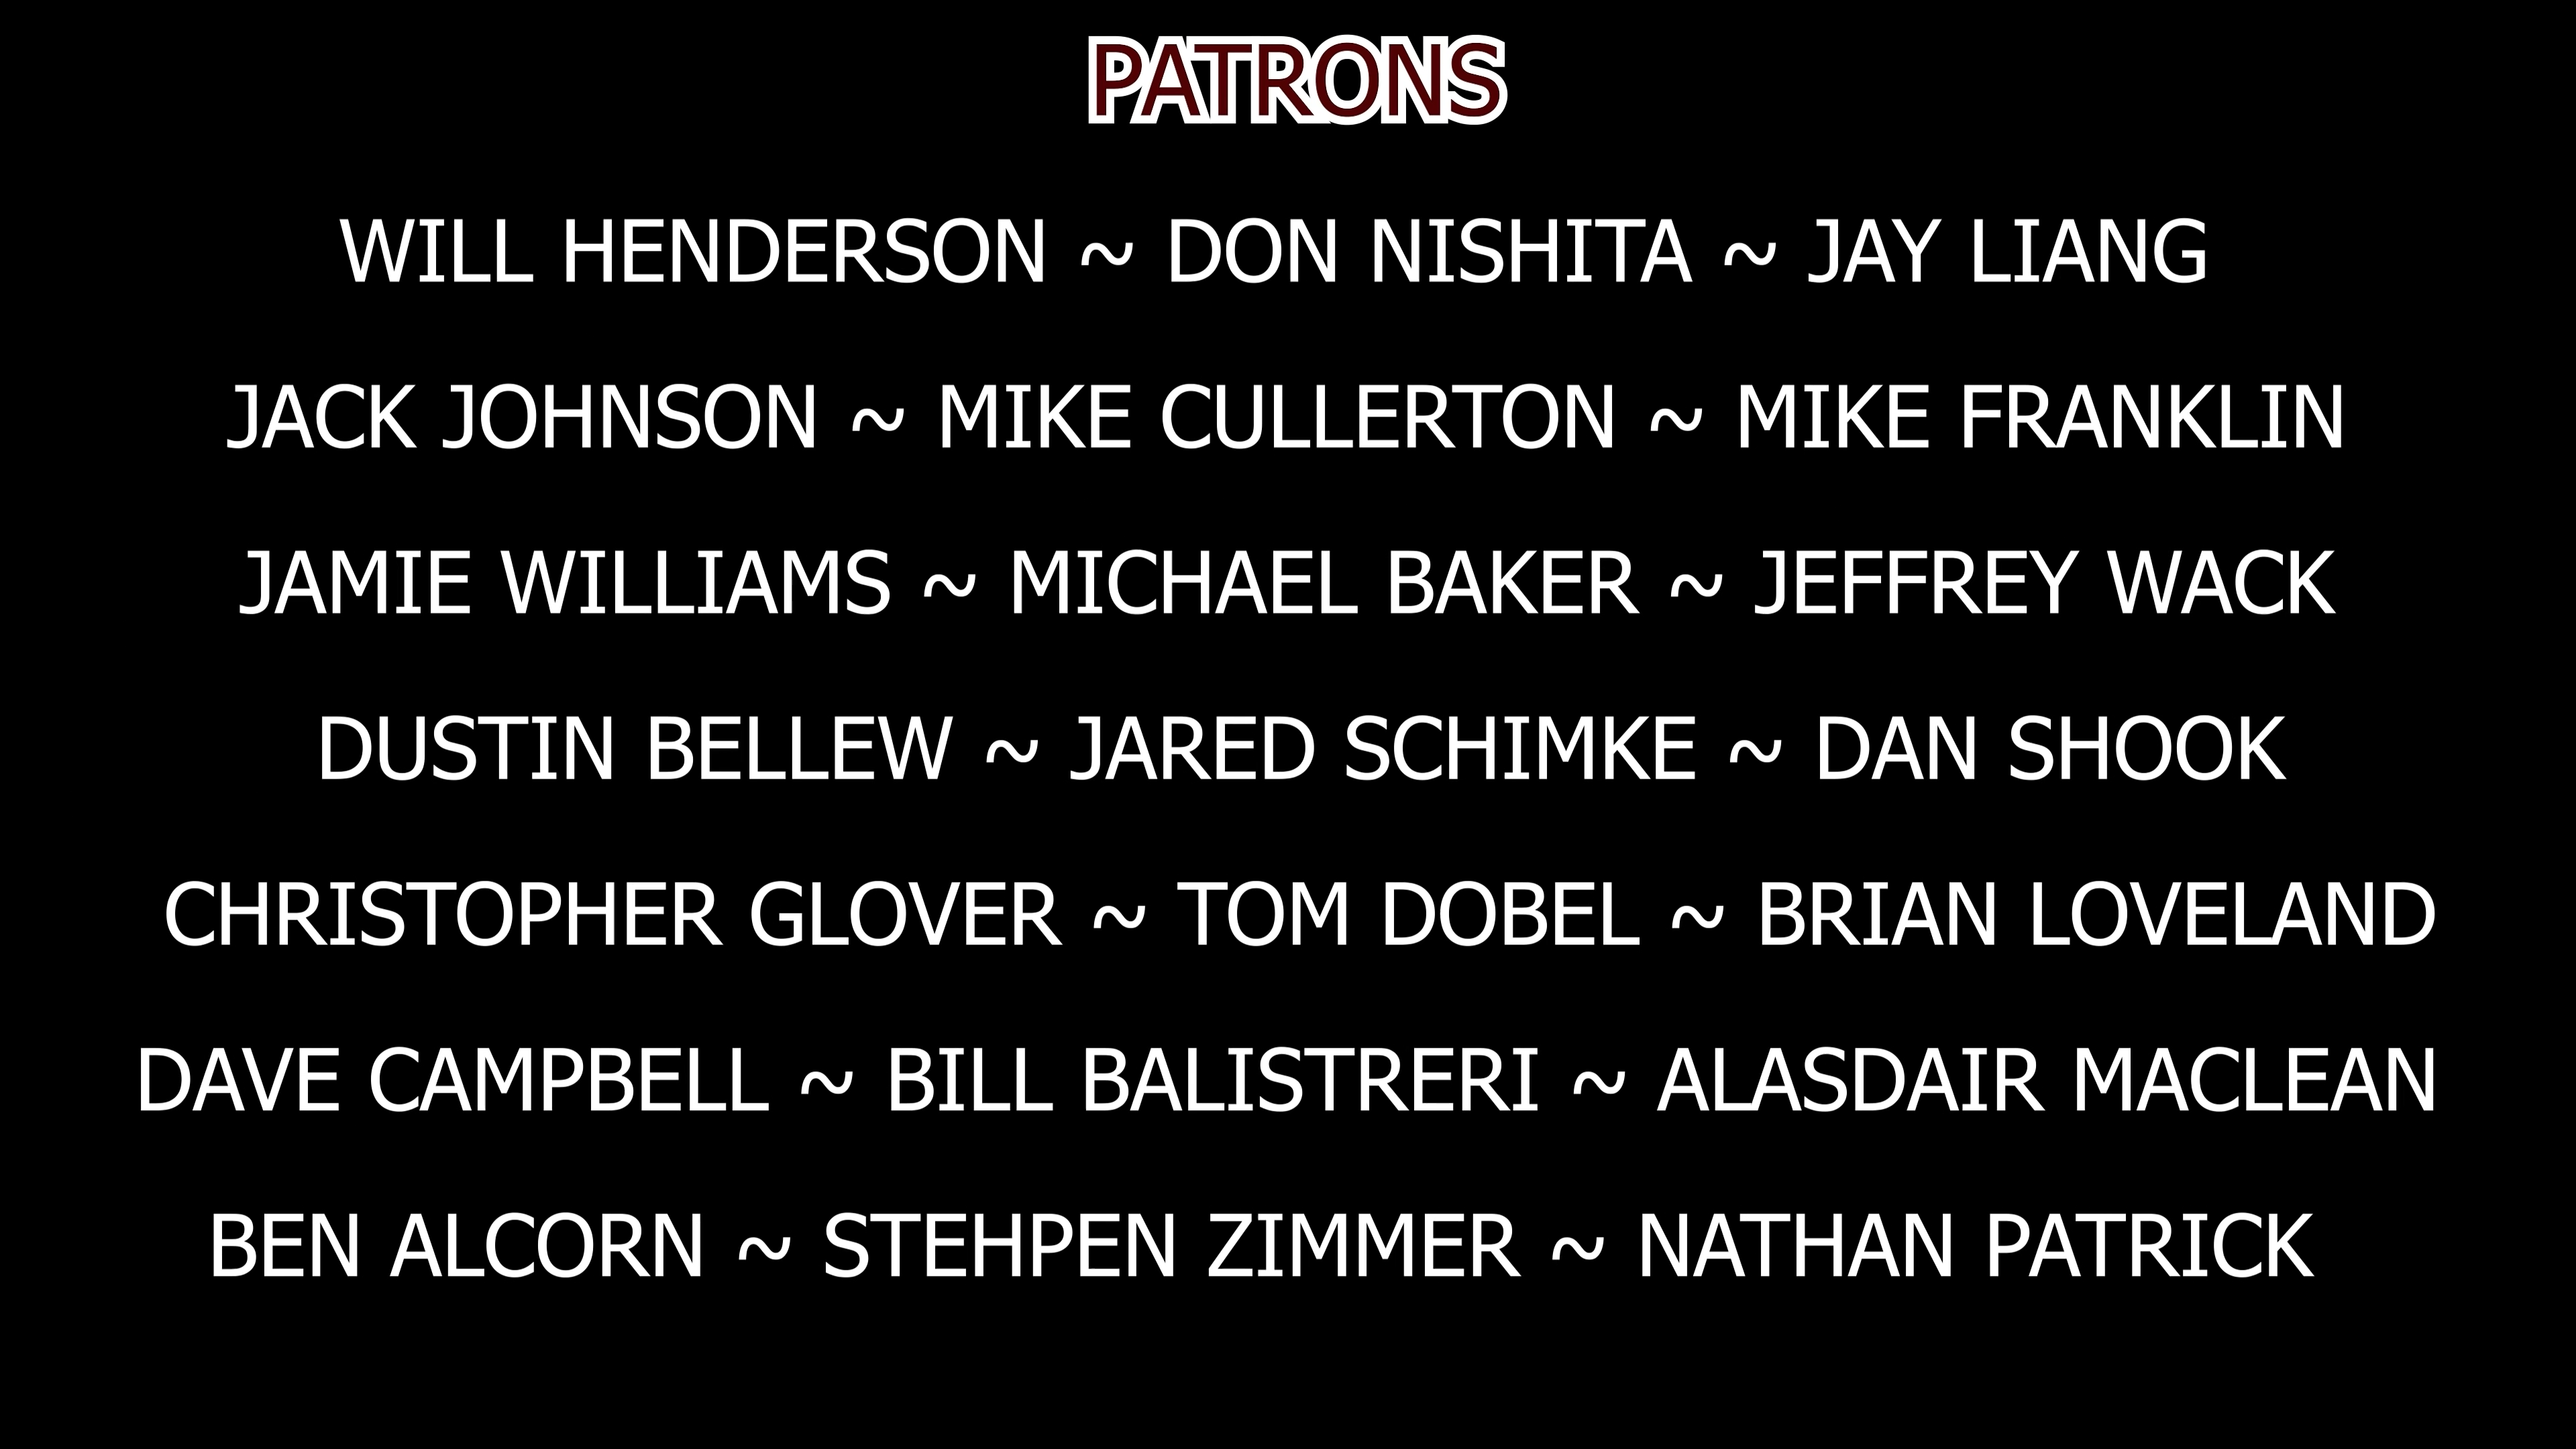 PATRONS
WILL HENDERSON ~ DON NISHITA ~ JAY LIANG
JACK JOHNSON ~ MIKE CULLERTON ~ MIKE FRANKLIN
JAMIE WILLIAMS ~ MICHAEL BAKER ~ JEFFREY WACK
DUSTIN BELLEW ~ JARED SCHIMKE ~ DAN SHOOK
CHRISTOPHER GLOVER ~ TOM DOBEL ~ BRIAN LOVELAND
DAVE CAMPBELL ~ BILL BALISTRERI ~ ALASDAIR MACLEAN
BEN ALCORN ~ STEHPEN ZIMMER ~ NATHAN PATRICK